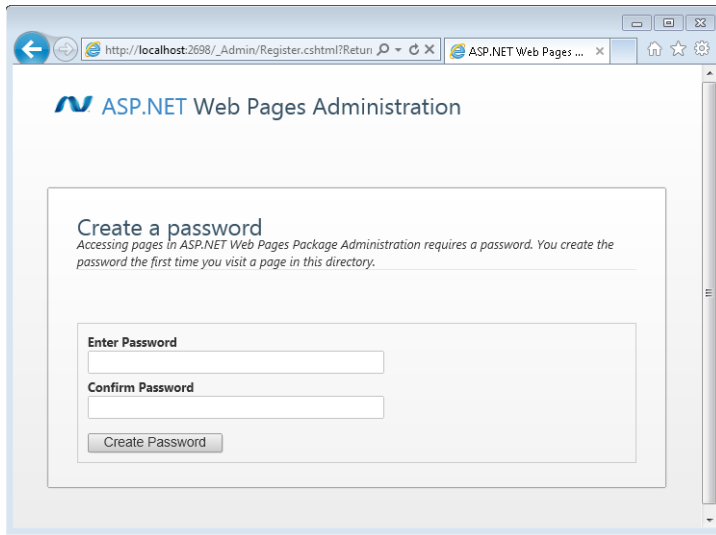 http://localhost:2698/_Admin/Register.cshtml?Return
ASP.NET Web Pages ...
ASP.NET Web Pages Administration
Create a password
Accessing pages in ASP.NET Web Pages Package Administration requires a password. You create the
password the first time you visit a page in this directory.
Enter Password
Confirm Password
Create Password